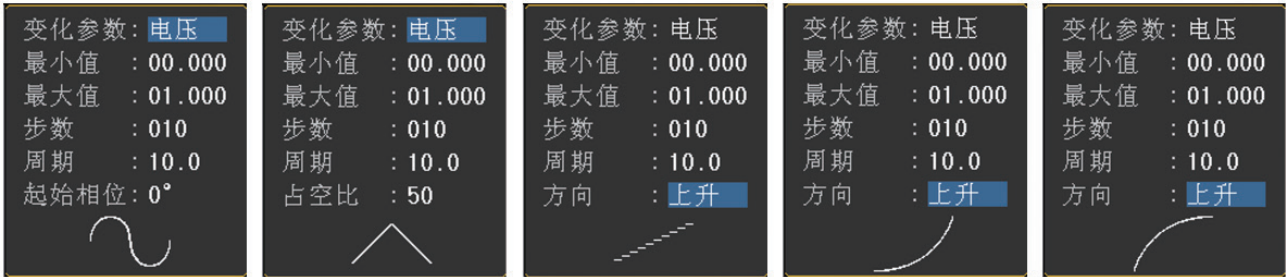 变化参数:电压
最小值 :00.000
最大值 :01.000
步数 :010
周期 :10.0
起始相位:0°
变化参数:电压
最小值 :00.000
最大值 :01.000
步数 :010
周期 :10.0
占空比 :50
变化参数:电压
最小值 :00.000
最大值 :01.000
步数 :010
周期 :10.0
方向 :上升
变化参数:电压
最小值 :00.000
最大值 :01.000
步数 :010
周期 :10.0
方向 :上升
变化参数:电压
最小值 :00.000
最大值 :01.000
步数 :010
周期 :10.0
方向 :上升